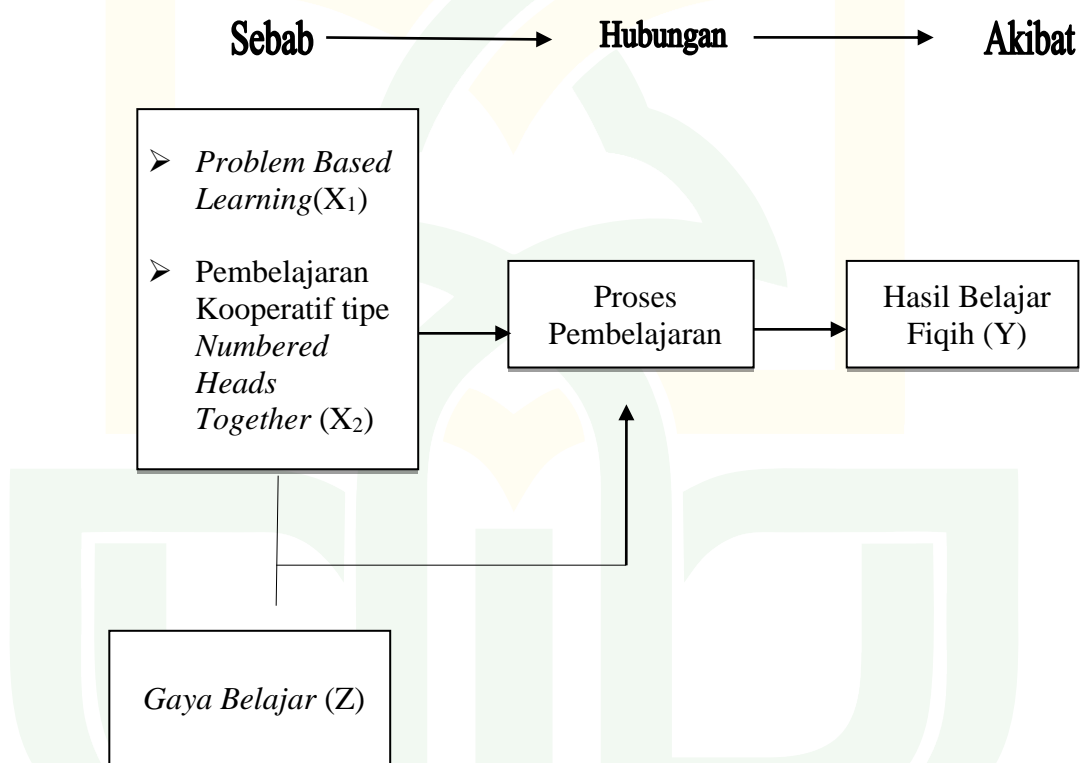 Sebab
Hubungan
Akibat
➢ Problem Based
Learning(X₁)
➢ Pembelajaran
Kooperatif tipe
Numbered
Heads
Together (X₂)
Proses
Pembelajaran
Hasil Belajar
Fiqih (Y)
Gaya Belajar (Z)